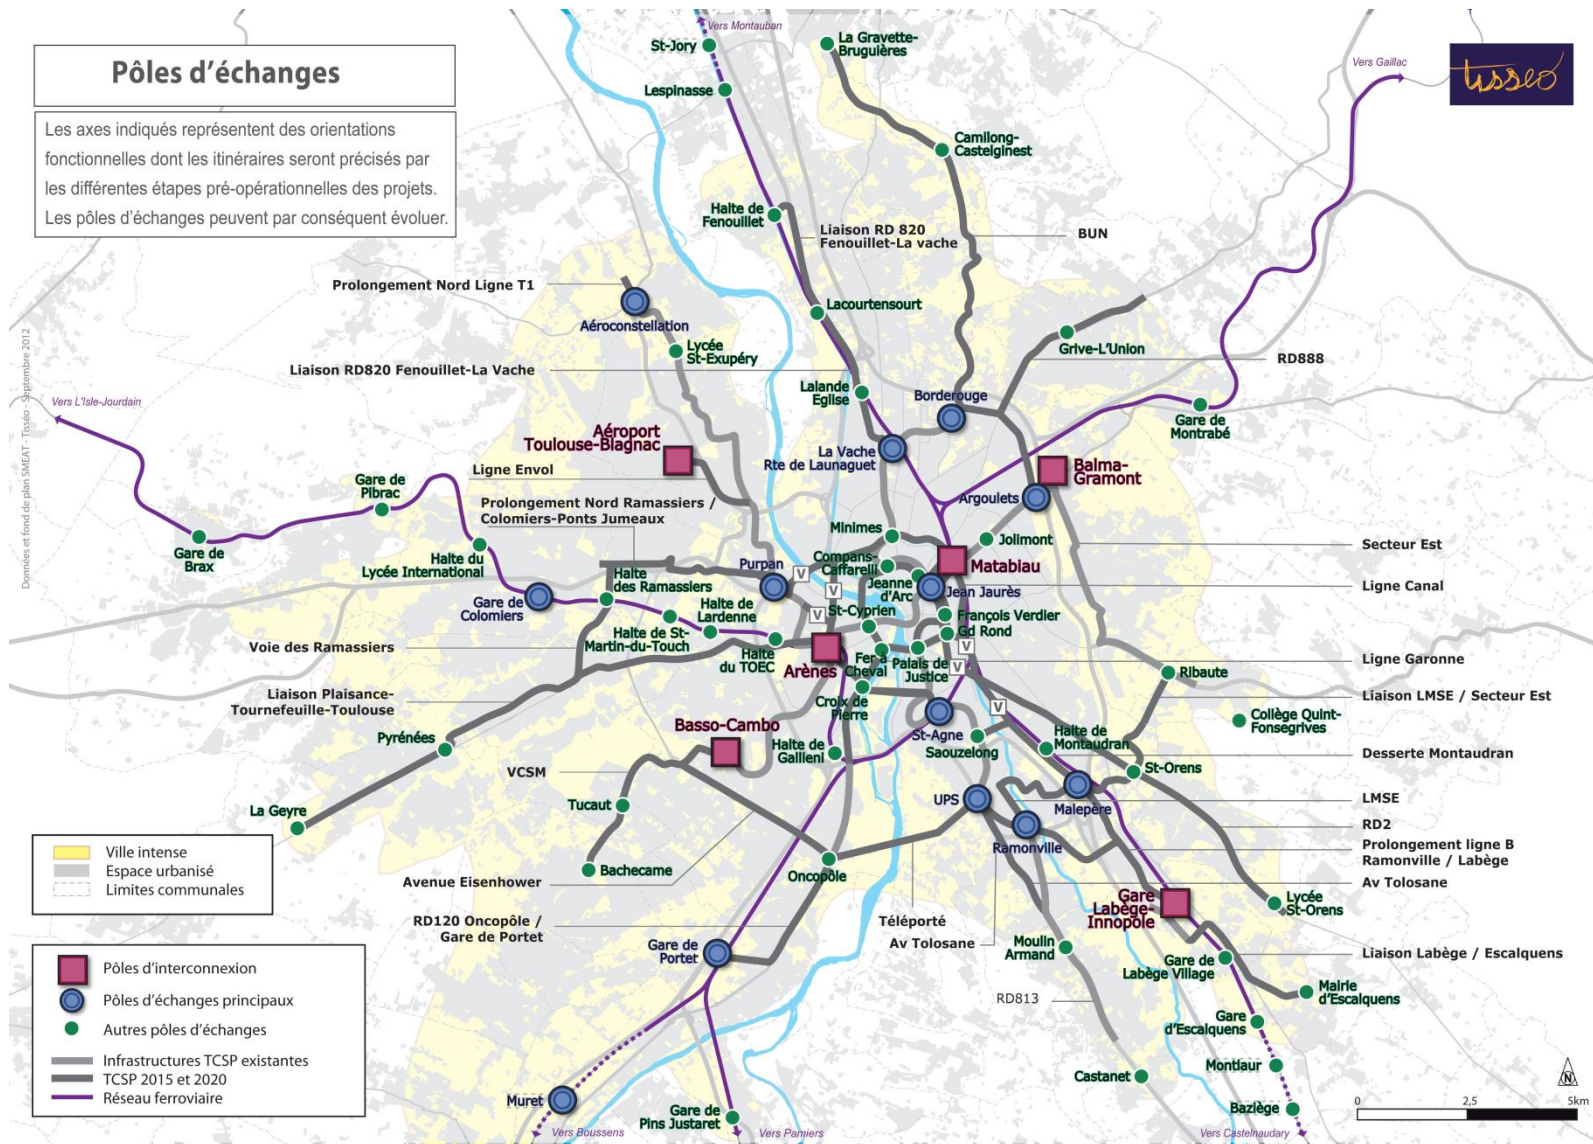 Pôles d'échanges
Les axes indiqués représentent des orientations
fonctionnelles dont les itinéraires seront précisés par
les différentes étapes pré-opérationnelles des projets.
Les pôles d'échanges peuvent par conséquent évoluer.
tisséo
Vers Montauban
St-Jory
La Gravette-
Bruguières
Vers Gaillac
Lespinasse
Camilong-
Castelginest
Halte de
Fenouillet
Liaison RD 820
Fenouillet-La vache
BUN
Prolongement Nord Ligne T1
Aéroconstellation
Lacourtensourt
Lycée
St-Exupéry
Grive-L'Union
RD888
Liaison RD820 Fenouillet-La Vache
Lalande
Eglise
Borderouge
Vers L'Isle-Jourdain
Gare de
Montrabé
Aéroport
Toulouse-Blagnac
La Vache
Rte de Launaguet
Balma-
Gramont
Ligne Envol
Argoulets
Gare de
Pibrac
Prolongement Nord Ramassiers /
Colomiers-Ponts Jumeaux
Minimes
Jolimont
Secteur Est
Gare de
Brax
Halte du
Lycée International
Compans-
Caffarelli
Matabiau
Purpan
V
V
Halte
des Ramassiers
Jeanne
d'Arc
Jean Jaurès
Ligne Canal
Gare de
Colomiers
Halte de
Lardenne
V
St-Cyprien
François Verdier
Gd Rond
Voie des Ramassiers
Halte de St-
Martin-du-Touch
Halte
du TOEC
Arènes
Fer à
Cheval
Palais de
Justice
V
V
Ligne Garonne
Ribaute
Liaison Plaisance-
Tournefeuille-Toulouse
Croix de
Pierre
V
Liaison LMSE / Secteur Est
Collège Quint-
Fonsegrives
Basso-Cambo
St-Agne
Pyrénées
Halte de
Gallieni
Saouzelong
Halte de
Montaudran
Desserte Montaudran
VCSM
St-Orens
La Geyre
Tucaut
UPS
Malepère
LMSE
RD2
Ramonville
Prolongement ligne B
Ramonville / Labège
Bachecame
Avenue Eisenhower
Oncopôle
Av Tolosane
Gare
Labège-
Innopole
Lycée
St-Orens
RD120 Oncopôle /
Gare de Portet
Téléporté
Av Tolosane
Gare de
Portet
Moulin
Armand
Gare de
Labège Village
Liaison Labège / Escalquens
Mairie
d'Escalquens
RD813
Gare
d'Escalquens
Montlaur
Castanet
Muret
Gare de
Pins Justaret
Baziège
Vers Boussens
Vers Pamiers
Vers Castelnaudary
Ville intense
Espace urbanisé
Limites communales
Pôles d'interconnexion
Pôles d'échanges principaux
Autres pôles d'échanges
Infrastructures TCSP existantes
TCSP 2015 et 2020
Réseau ferroviaire
N
0
2,5
5km
Données et fond de plan SMEAT - Tisséo - Septembre 2012